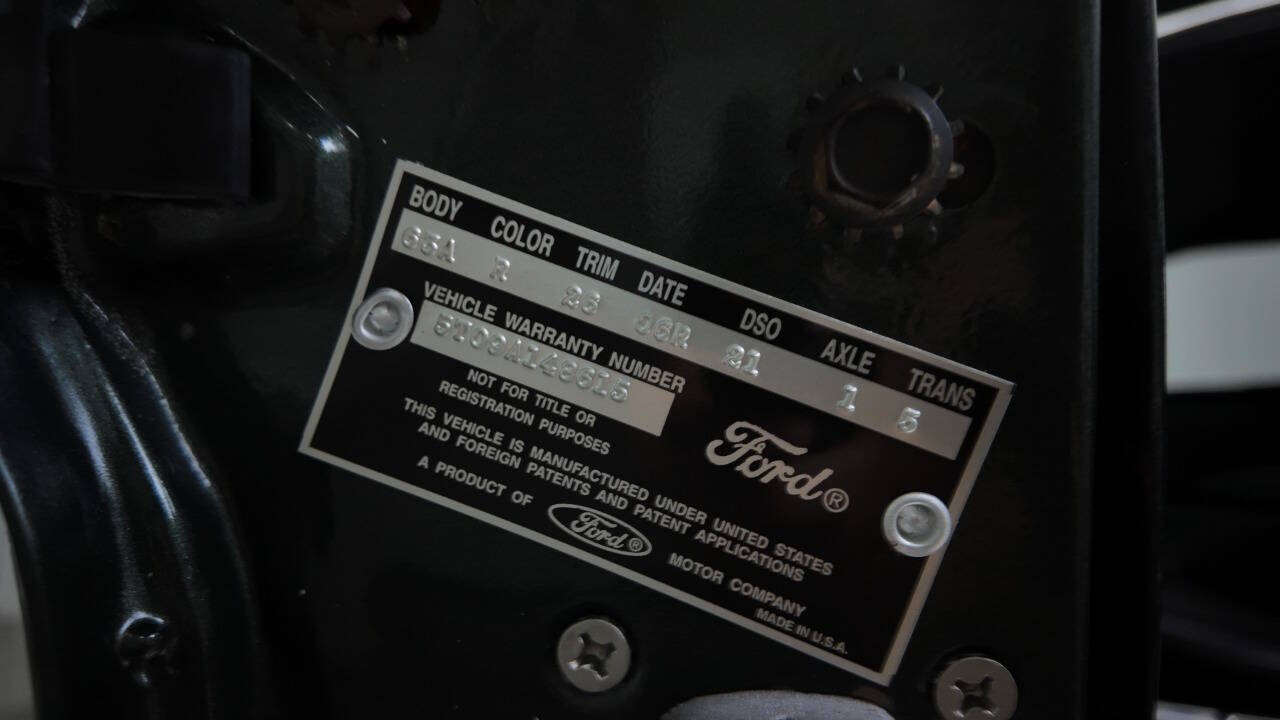 BODY COLOR TRIM DATE DSO AXLE TRANS
65A R 26 16R 21 1 5
VEHICLE WARRANTY NUMBER
5T09A148615
NOT FOR TITLE OR
REGISTRATION PURPOSES
Ford®
THIS VEHICLE IS MANUFACTURED UNDER UNITED STATES
AND FOREIGN PATENTS AND PATENT APPLICATIONS
A PRODUCT OF Ford® MOTOR COMPANY
MADE IN U.S.A.